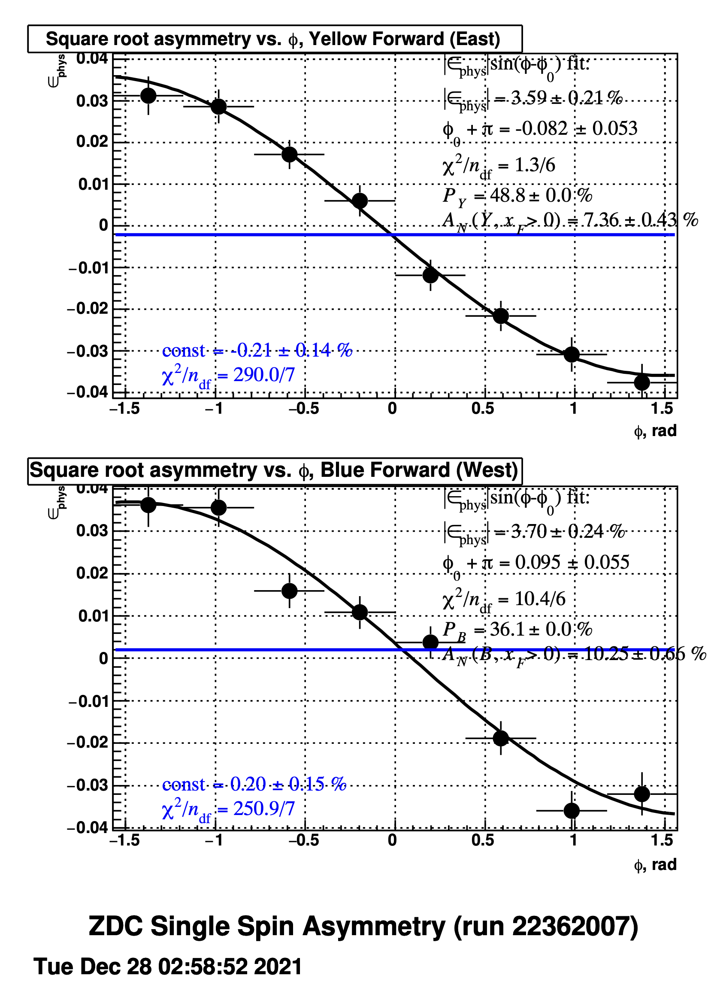 Square root asymmetry vs. ϕ, Yellow Forward (East)
∈phys
0.04
0.03
0.02
0.01
0
−0.01
−0.02
−0.03
−0.04
|∈phys|sin(ϕ-ϕ0) fit:
|∈phys| = 3.59 ± 0.21 %
ϕ0 + π = -0.082 ± 0.053
χ2/ndf = 1.3/6
PY = 48.8 ± 0.0 %
AN (Y, xF > 0) = 7.36 ± 0.43 %
const = -0.21 ± 0.14 %
χ2/ndf = 290.0/7
−1.5 −1 −0.5 0 0.5 1 1.5
ϕ, rad
Square root asymmetry vs. ϕ, Blue Forward (West)
∈phys
0.04
0.03
0.02
0.01
0
−0.01
−0.02
−0.03
−0.04
|∈phys|sin(ϕ-ϕ0) fit:
|∈phys| = 3.70 ± 0.24 %
ϕ0 + π = 0.095 ± 0.055
χ2/ndf = 10.4/6
PB = 36.1 ± 0.0 %
AN (B, xF > 0) = 10.25 ± 0.66 %
const = 0.20 ± 0.15 %
χ2/ndf = 250.9/7
−1.5 −1 −0.5 0 0.5 1 1.5
ϕ, rad
ZDC Single Spin Asymmetry (run 22362007)
Tue Dec 28 02:58:52 2021